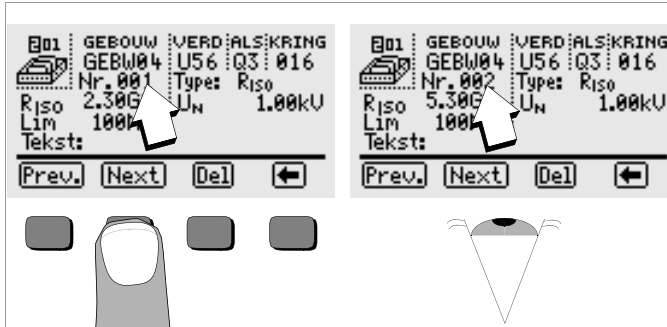 201 GEBOUW VERD ALS KRING
GEBW04 U56 Q3 016
Nr. 001 Type: RISO
RISO 2.30G UN 1.00kV
Lim 100
Tekst:
Prev. Next Del ←
201 GEBOUW VERD ALS KRING
GEBW04 U56 Q3 016
Nr. 002 Type: RISO
RISO 5.30G UN 1.00kV
Lim 100
Tekst:
Prev. Next Del ←